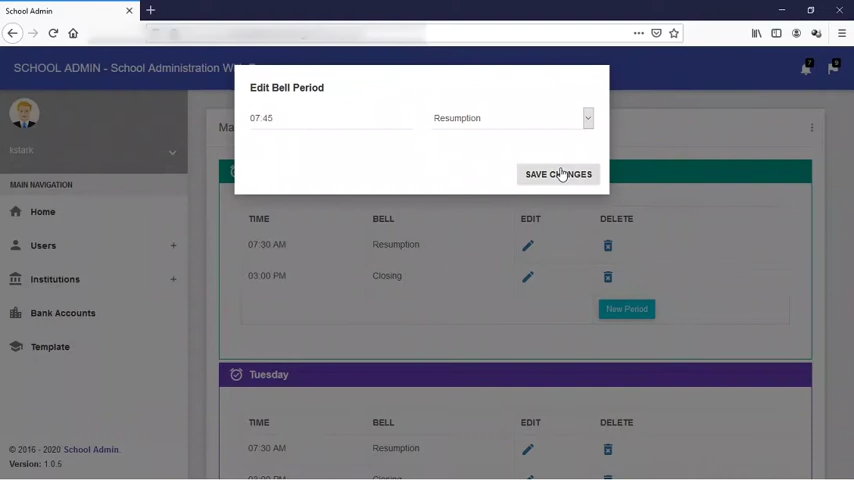 School Admin
SCHOOL ADMIN - School Administration
7
9
Edit Bell Period
07:45
Resumption
SAVE CHANGES
kstark
MAIN NAVIGATION
Home
Users
Institutions
Bank Accounts
Template
© 2016 - 2020 School Admin.
Version: 1.0.5
TIME BELL EDIT DELETE
07:30 AM Resumption
03:00 PM Closing
New Period
Tuesday
TIME BELL EDIT DELETE
07:30 AM Resumption